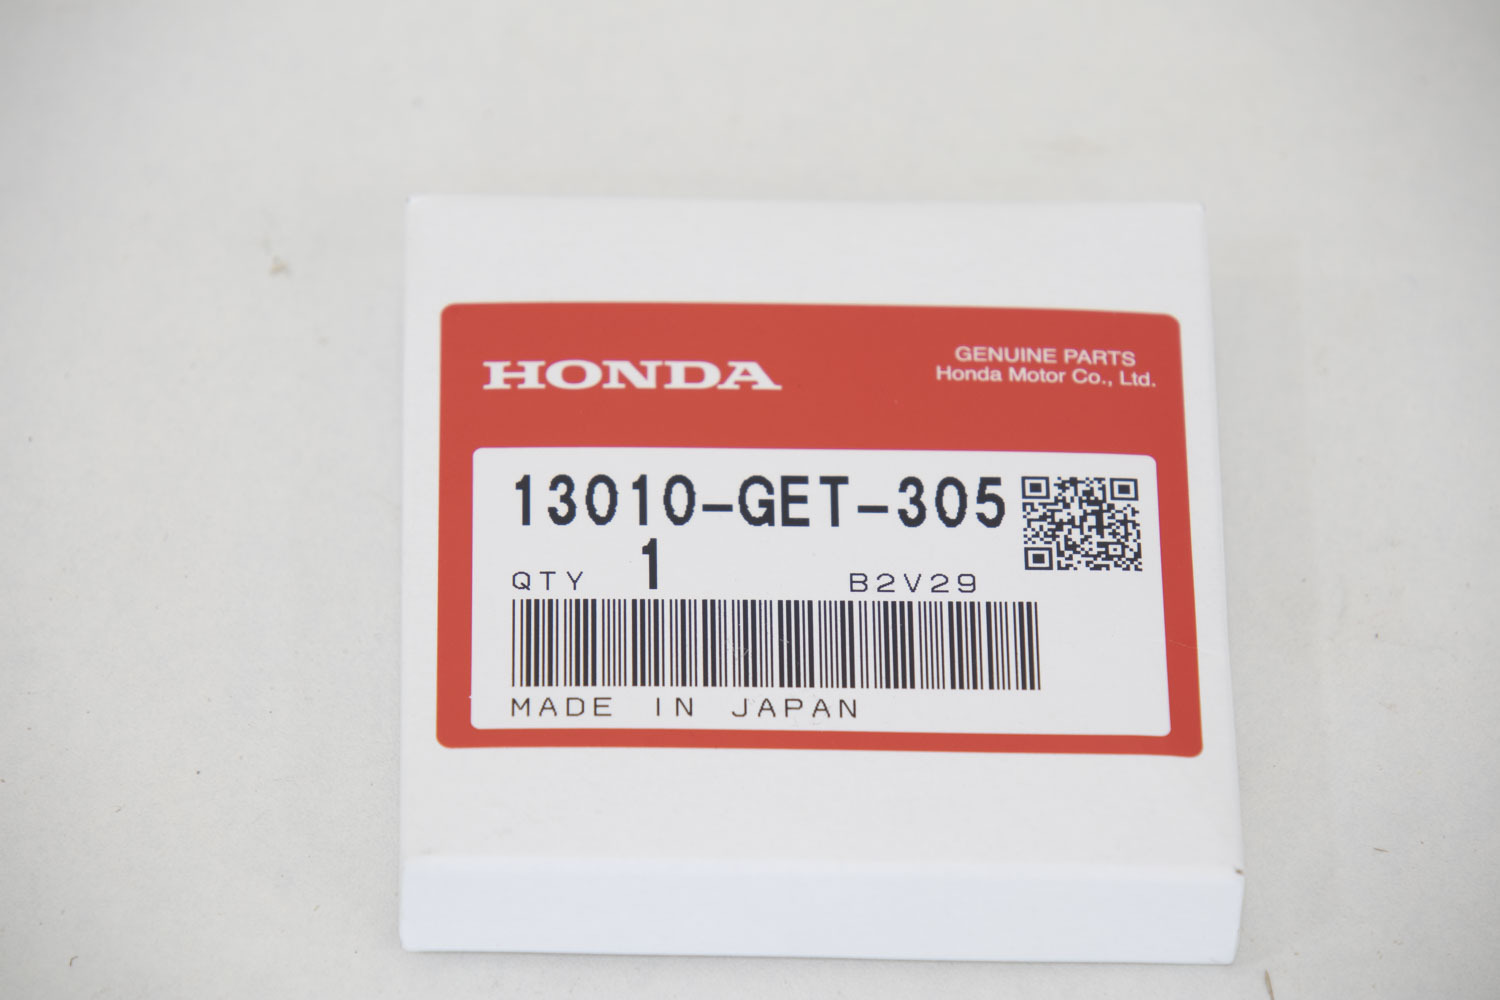 HONDA
GENUINE PARTS
Honda Motor Co., Ltd.
13010-GET-305
QTY 1 B2V29
MADE IN JAPAN